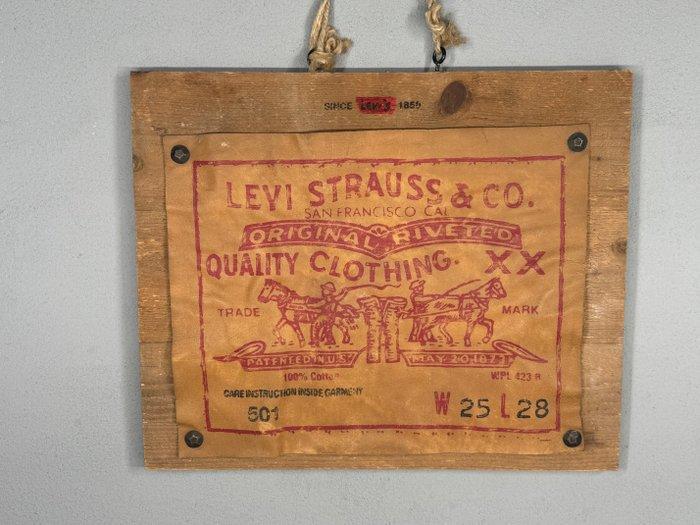 SINCE Levi's 1850
LEVI STRAUSS & CO.
SAN FRANCISCO CAL
ORIGINAL RIVETED
QUALITY CLOTHING. XX
TRADE MARK
PATENTED IN U.S. MAY 20 1873
100% Cotton WPL 423 R
CARE INSTRUCTION INSIDE GARMENT
501 W 25 L 28